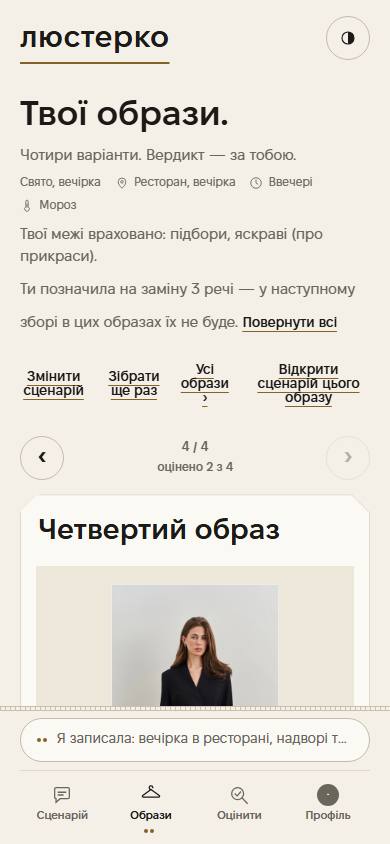 люстерко
Твої образи.
Чотири варіанти. Вердикт — за тобою.
Свято, вечірка Ресторан, вечірка Ввечері
Мороз
Твої межі враховано: підбори, яскраві (про
прикраси).
Ти позначила на заміну 3 речі — у наступному
зборі в цих образах їх не буде. Повернути всі
Змінити
сценарій
Зібрати
ще раз
Усі
образи
›
Відкрити
сценарій цього
образу
‹
4 / 4
оцінено 2 з 4
›
Четвертий образ
Я записала: вечірка в ресторані, надворі т...
Сценарій Образи Оцінити Профіль